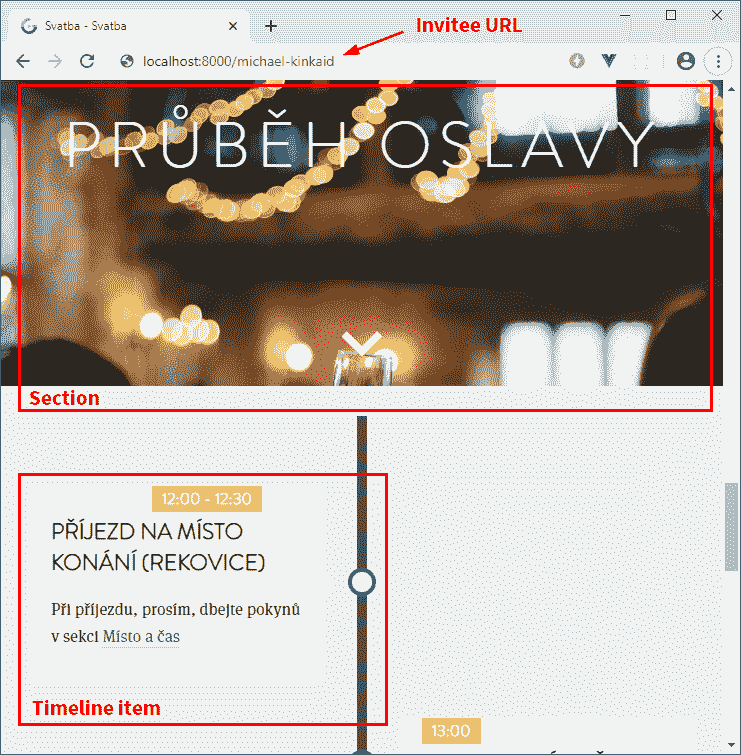 Svatba - Svatba
Invitee URL
localhost:8000/michael-kinkaid
PRŮBĚH OSLAVY
Section
12:00 - 12:30
PŘÍJEZD NA MÍSTO
KONÁNÍ (REKOVICE)
Při příjezdu, prosím, dbejte pokynů
v sekci Místo a čas
Timeline item
13:00